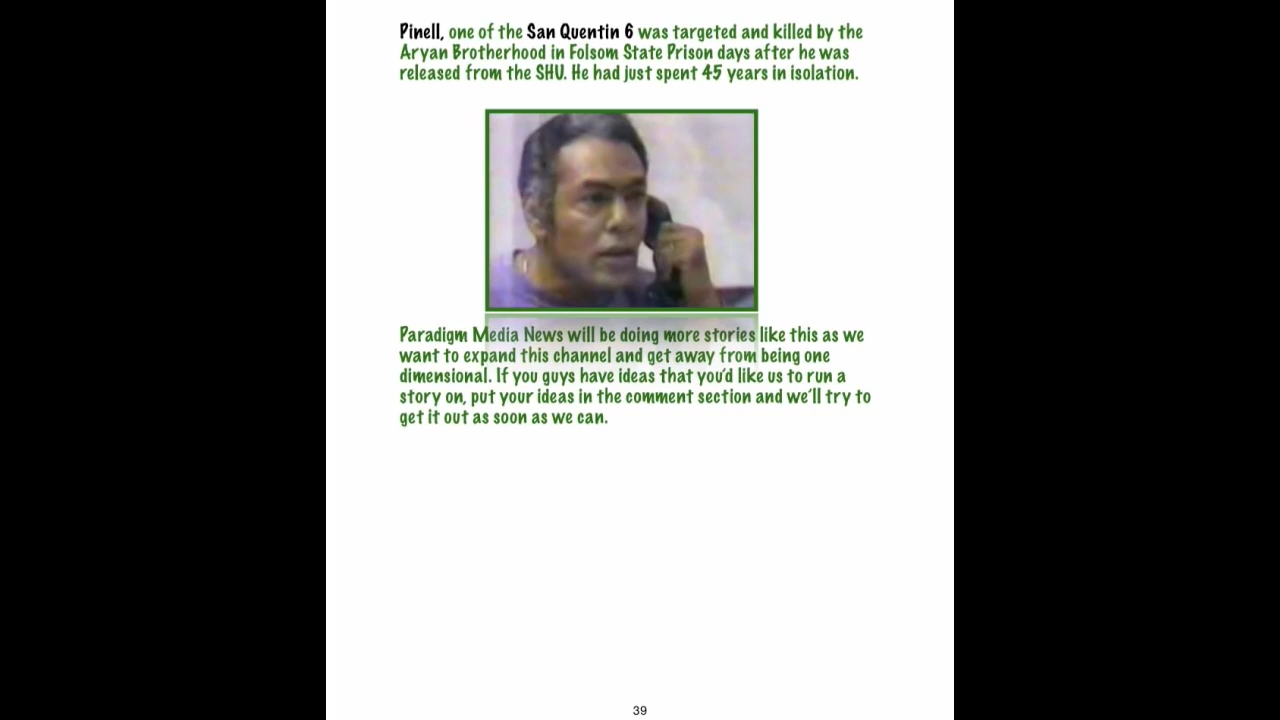 Pinell, one of the San Quentin 6 was targeted and killed by the
Aryan Brotherhood in Folsom State Prison days after he was
released from the SHU. He had just spent 45 years in isolation.
Paradigm Media News will be doing more stories like this as we
want to expand this channel and get away from being one
dimensional. If you guys have ideas that you'd like us to run a
story on, put your ideas in the comment section and we'll try to
get it out as soon as we can.
39